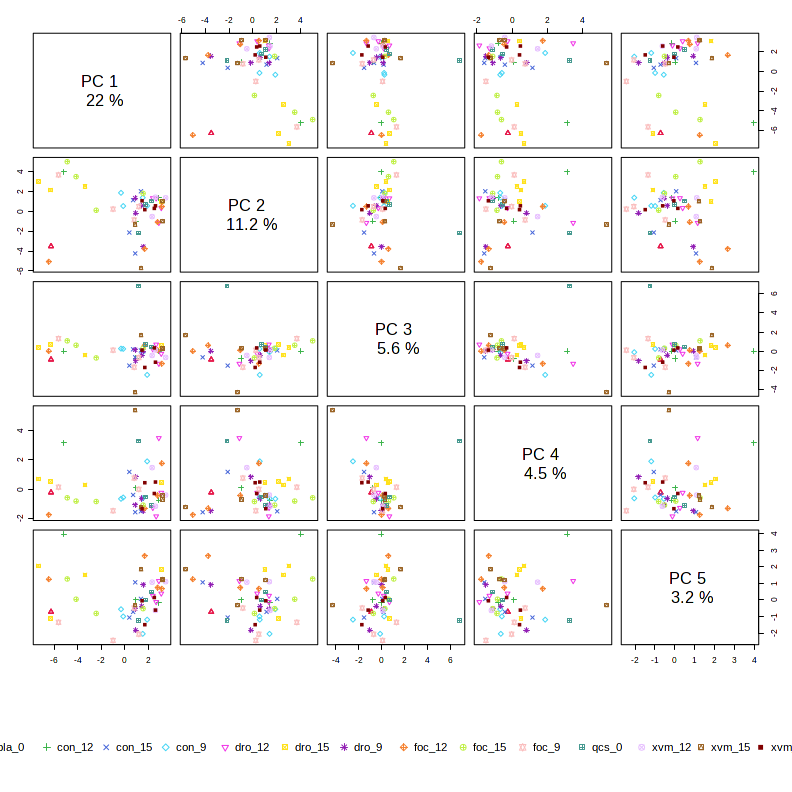 -6 -4 -2 0 2 4 -2 0 2 4
PC 1
22 %
2 0 -2 -4 -6
4 2 0 -2 -4 -6
PC 2
11.2 %
PC 3
5.6 %
6 4 2 0 -2 -4
4 2 0 -2
PC 4
4.5 %
PC 5
3.2 %
4 3 2 1 0 -1 -2
-6 -4 -2 0 2 -4 -2 0 2 4 6 -2 -1 0 1 2 3 4
ola_0 con_12 con_15 con_9 dro_12 dro_15 dro_9 foc_12 foc_15 foc_9 qcs_0 xvm_12 xvm_15 xvm